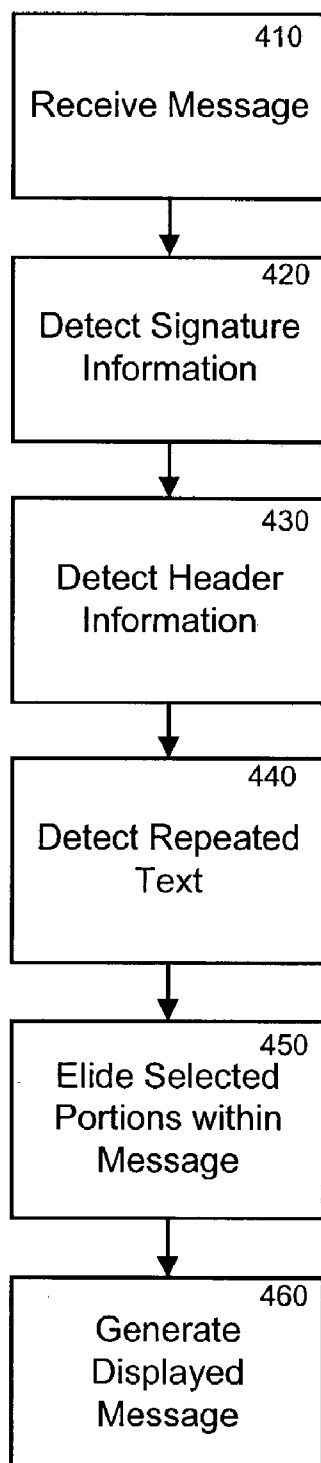 410
Receive Message
420
Detect Signature
Information
430
Detect Header
Information
440
Detect Repeated
Text
450
Elide Selected
Portions within
Message
460
Generate
Displayed
Message